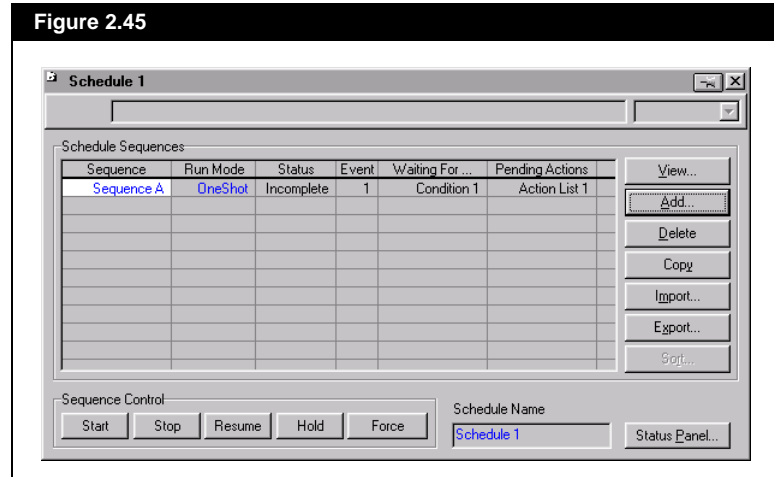 Figure 2.45
Schedule 1
Schedule Sequences
Sequence Run Mode Status Event Waiting For ... Pending Actions
Sequence A OneShot Incomplete 1 Condition 1 Action List 1
View...
Add...
Delete
Copy
Import...
Export...
Sort...
Sequence Control
Start Stop Resume Hold Force
Schedule Name
Schedule 1
Status Panel...